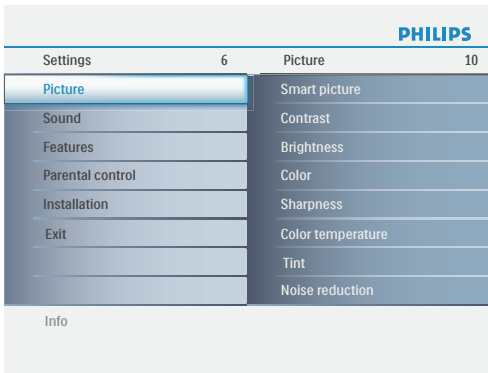 PHILIPS
Settings 6 Picture 10
Picture Smart picture
Sound Contrast
Features Brightness
Parental control Color
Installation Sharpness
Exit Color temperature
Tint
Noise reduction
Info